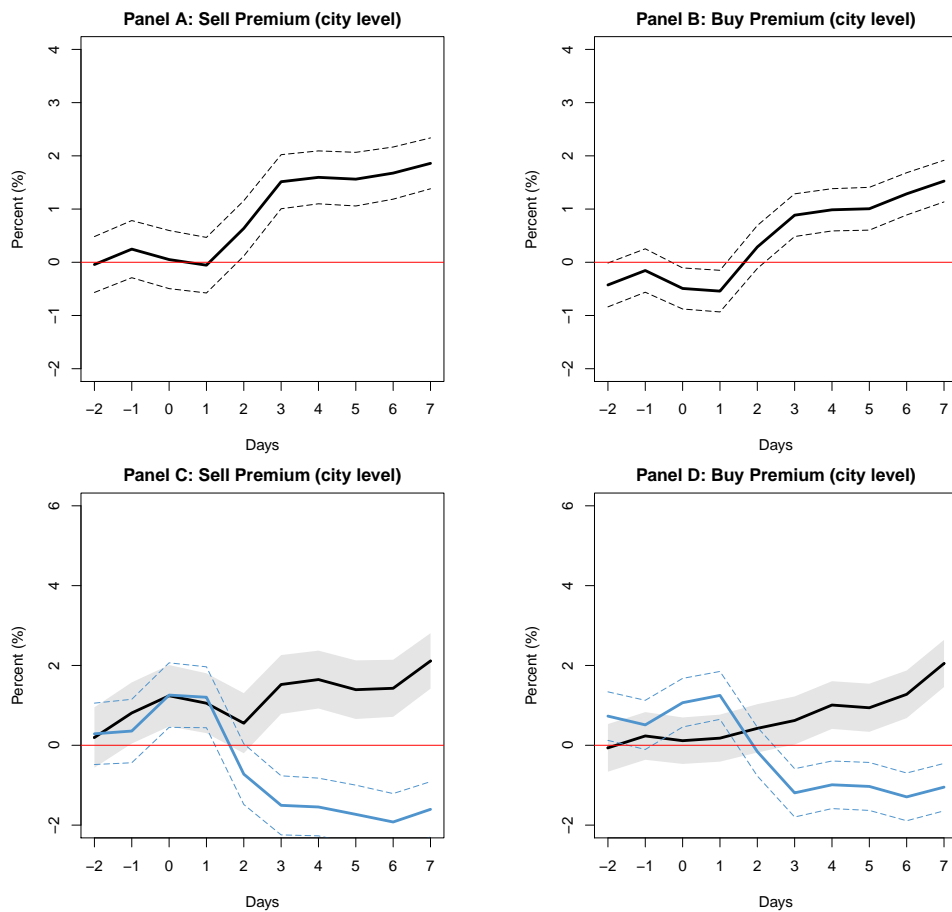 Panel A: Sell Premium (city level)
Percent (%)
4
3
2
1
0
−1
−2
−2 −1 0 1 2 3 4 5 6 7
Days
Panel B: Buy Premium (city level)
Percent (%)
4
3
2
1
0
−1
−2
−2 −1 0 1 2 3 4 5 6 7
Days
Panel C: Sell Premium (city level)
Percent (%)
6
4
2
0
−2
−2 −1 0 1 2 3 4 5 6 7
Days
Panel D: Buy Premium (city level)
Percent (%)
6
4
2
0
−2
−2 −1 0 1 2 3 4 5 6 7
Days